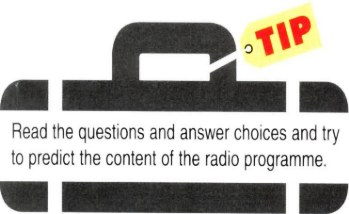 TIP
Read the questions and answer choices and try
to predict the content of the radio programme.